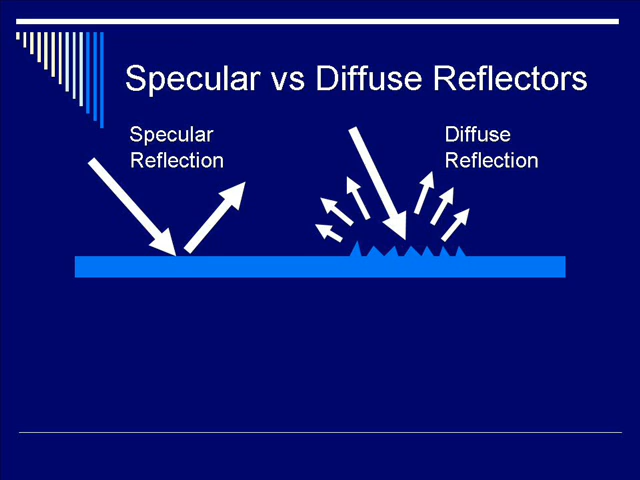 Specular vs Diffuse Reflectors
Specular
Reflection
Diffuse
Reflection